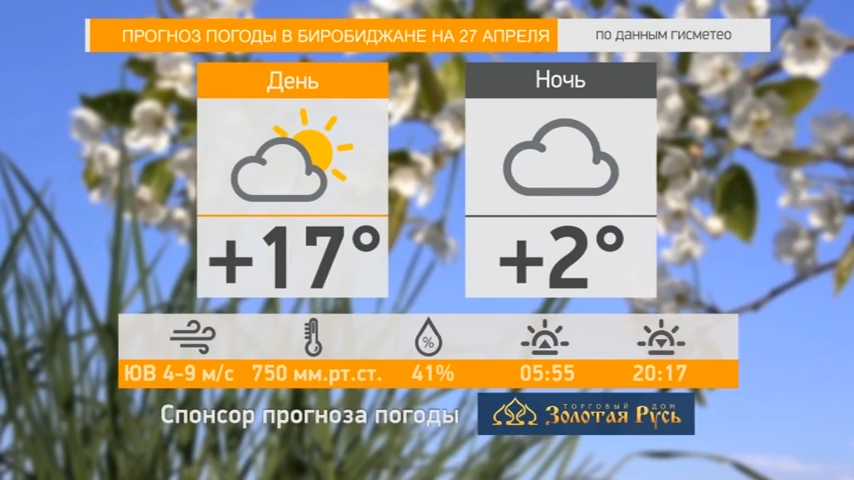 ПРОГНОЗ ПОГОДЫ В БИРОБИДЖАНЕ НА 27 АПРЕЛЯ
по данным гисметео
День
Ночь
+17°
+2°
%
ЮВ 4-9 м/с 750 мм.рт.ст. 41% 05:55 20:17
Спонсор прогноза погоды
ТОРГОВЫЙ ДОМ
Золотая Русь